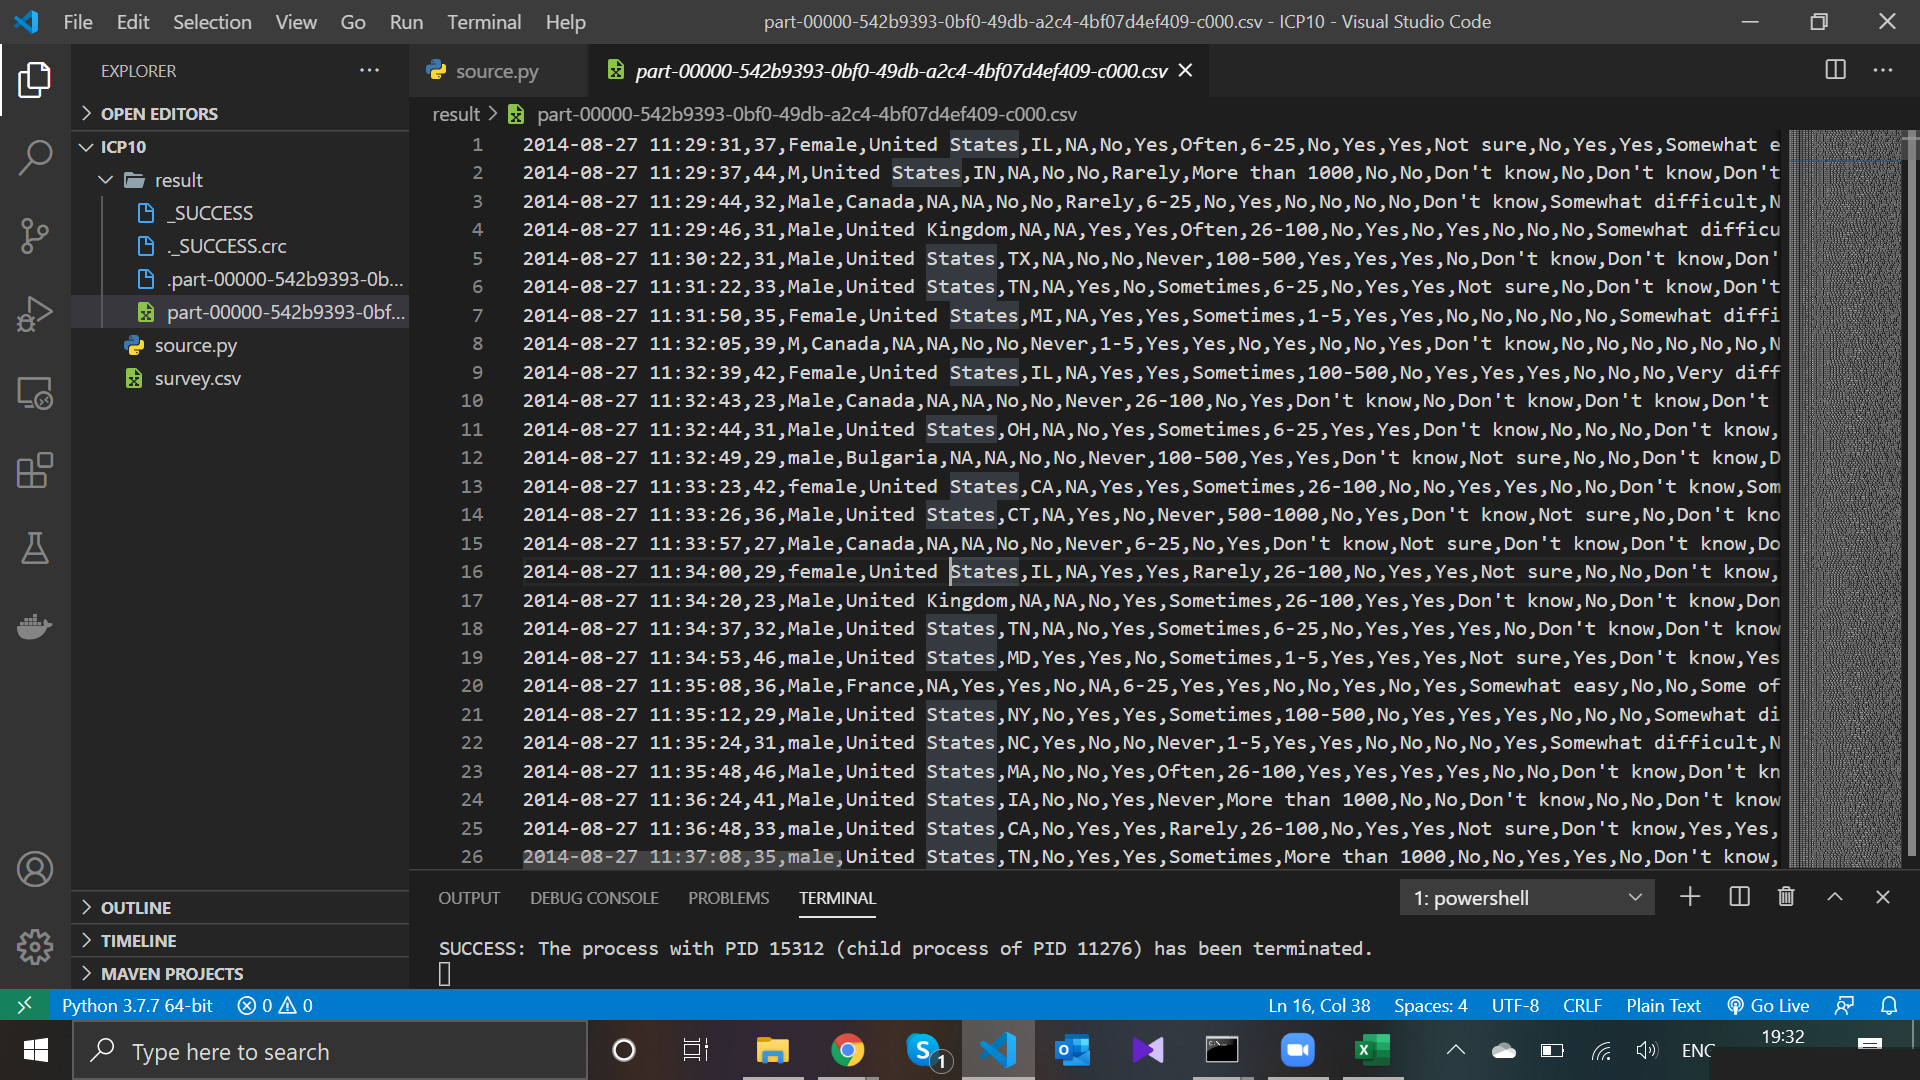 File Edit Selection View Go Run Terminal Help
part-00000-542b9393-0bf0-49db-a2c4-4bf07d4ef409-c000.csv - ICP10 - Visual Studio Code
EXPLORER
source.py
part-00000-542b9393-0bf0-49db-a2c4-4bf07d4ef409-c000.csv
OPEN EDITORS
result > part-00000-542b9393-0bf0-49db-a2c4-4bf07d4ef409-c000.csv
ICP10
result
_SUCCESS
._SUCCESS.crc
.part-00000-542b9393-0b...
part-00000-542b9393-0bf...
source.py
survey.csv
1 2014-08-27 11:29:31,37,Female,United States,IL,NA,No,Yes,Often,6-25,No,Yes,Yes,Not sure,No,Yes,Yes,Somewhat e
2 2014-08-27 11:29:37,44,M,United States,IN,NA,No,No,Rarely,More than 1000,No,No,Don't know,No,Don't know,Don't
3 2014-08-27 11:29:44,32,Male,Canada,NA,NA,No,No,Rarely,6-25,No,Yes,No,No,No,No,Don't know,Somewhat difficult,N
4 2014-08-27 11:29:46,31,Male,United Kingdom,NA,NA,Yes,Yes,Often,26-100,No,Yes,No,Yes,No,No,No,Somewhat difficu
5 2014-08-27 11:30:22,31,Male,United States,TX,NA,No,No,Never,100-500,Yes,Yes,Yes,No,Don't know,Don't know,Don'
6 2014-08-27 11:31:22,33,Male,United States,TN,NA,Yes,No,Sometimes,6-25,No,Yes,Yes,Not sure,No,Don't know,Don't
7 2014-08-27 11:31:50,35,Female,United States,MI,NA,Yes,Yes,Sometimes,1-5,Yes,Yes,No,No,No,No,No,Somewhat diffi
8 2014-08-27 11:32:05,39,M,Canada,NA,NA,No,No,Never,1-5,Yes,Yes,No,Yes,No,No,Yes,Don't know,No,No,No,No,No,No,N
9 2014-08-27 11:32:39,42,Female,United States,IL,NA,Yes,Yes,Sometimes,100-500,No,Yes,Yes,Yes,No,No,No,Very diff
10 2014-08-27 11:32:43,23,Male,Canada,NA,NA,No,No,Never,26-100,No,Yes,Don't know,No,Don't know,Don't know,Don't
11 2014-08-27 11:32:44,31,Male,United States,OH,NA,No,Yes,Sometimes,6-25,Yes,Yes,Don't know,No,No,No,Don't know,
12 2014-08-27 11:32:49,29,male,Bulgaria,NA,NA,No,No,Never,100-500,Yes,Yes,Don't know,Not sure,No,No,Don't know,D
13 2014-08-27 11:33:23,42,female,United States,CA,NA,Yes,Yes,Sometimes,26-100,No,No,Yes,Yes,No,No,Don't know,Som
14 2014-08-27 11:33:26,36,Male,United States,CT,NA,Yes,No,Never,500-1000,No,Yes,Don't know,Not sure,No,Don't kno
15 2014-08-27 11:33:57,27,Male,Canada,NA,NA,No,No,Never,6-25,No,Yes,Don't know,Not sure,Don't know,Don't know,Do
16 2014-08-27 11:34:00,29,female,United States,IL,NA,Yes,Yes,Rarely,26-100,No,Yes,Yes,Not sure,No,No,Don't know,
17 2014-08-27 11:34:20,23,Male,United Kingdom,NA,NA,No,Yes,Sometimes,26-100,Yes,Yes,Don't know,No,Don't know,Don
18 2014-08-27 11:34:37,32,Male,United States,TN,NA,No,Yes,Sometimes,6-25,No,Yes,Yes,Yes,No,Don't know,Don't know
19 2014-08-27 11:34:53,46,male,United States,MD,Yes,Yes,No,Sometimes,1-5,Yes,Yes,Yes,Not sure,Yes,Don't know,Yes
20 2014-08-27 11:35:08,36,Male,France,NA,Yes,Yes,No,NA,6-25,Yes,Yes,No,No,Yes,No,Yes,Somewhat easy,No,No,Some of
21 2014-08-27 11:35:12,29,Male,United States,NY,No,Yes,Yes,Sometimes,100-500,No,Yes,Yes,Yes,No,No,No,Somewhat di
22 2014-08-27 11:35:24,31,male,United States,NC,Yes,No,No,Never,1-5,Yes,Yes,No,No,No,No,Yes,Somewhat difficult,N
23 2014-08-27 11:35:48,46,Male,United States,MA,No,No,Yes,Often,26-100,Yes,Yes,Yes,Yes,No,No,Don't know,Don't kn
24 2014-08-27 11:36:24,41,Male,United States,IA,No,No,Yes,Never,More than 1000,No,No,Don't know,No,No,Don't know
25 2014-08-27 11:36:48,33,male,United States,CA,No,Yes,Yes,Rarely,26-100,No,Yes,Yes,Not sure,Don't know,Yes,Yes,
26 2014-08-27 11:37:08,35,male,United States,TN,No,Yes,Yes,Sometimes,More than 1000,No,No,Yes,Yes,No,Don't know,
OUTLINE
TIMELINE
MAVEN PROJECTS
OUTPUT DEBUG CONSOLE PROBLEMS TERMINAL
1: powershell
SUCCESS: The process with PID 15312 (child process of PID 11276) has been terminated.
Python 3.7.7 64-bit 0 0
Ln 16, Col 38 Spaces: 4 UTF-8 CRLF Plain Text Go Live
Type here to search
1
ENG
19:32